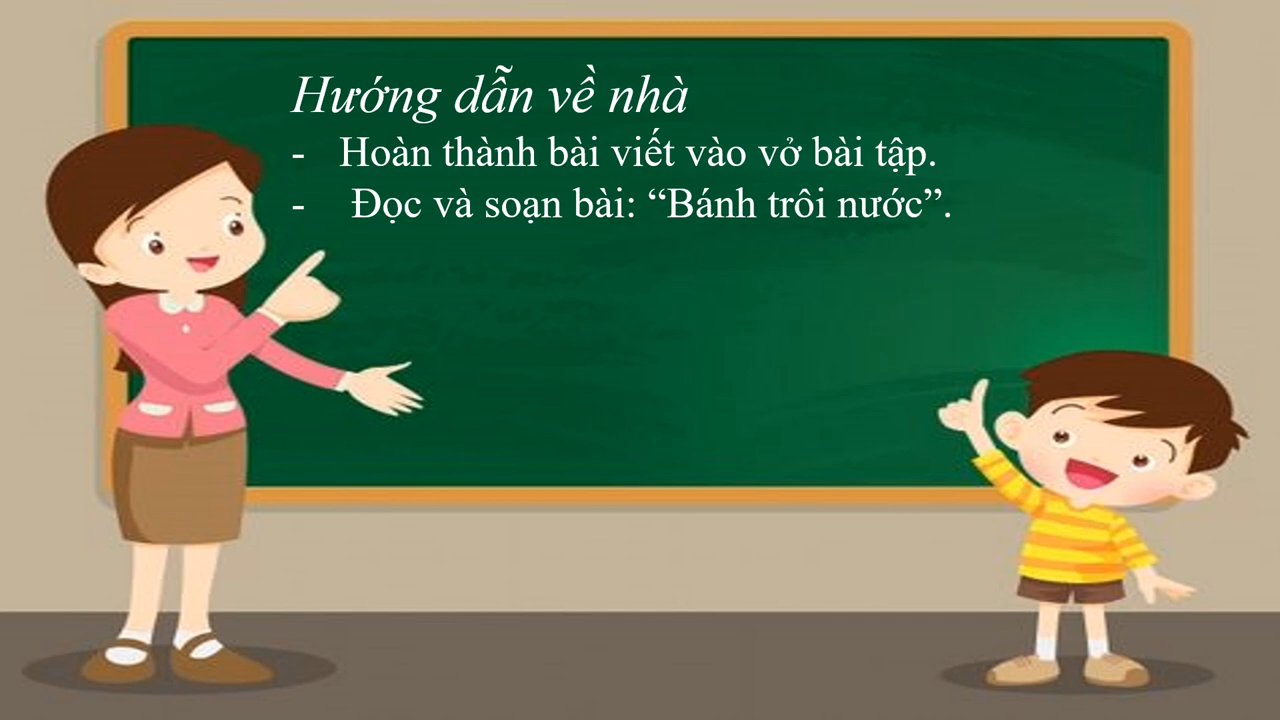 Hướng dẫn về nhà
- Hoàn thành bài viết vào vở bài tập.
- Đọc và soạn bài: “Bánh trôi nước”.